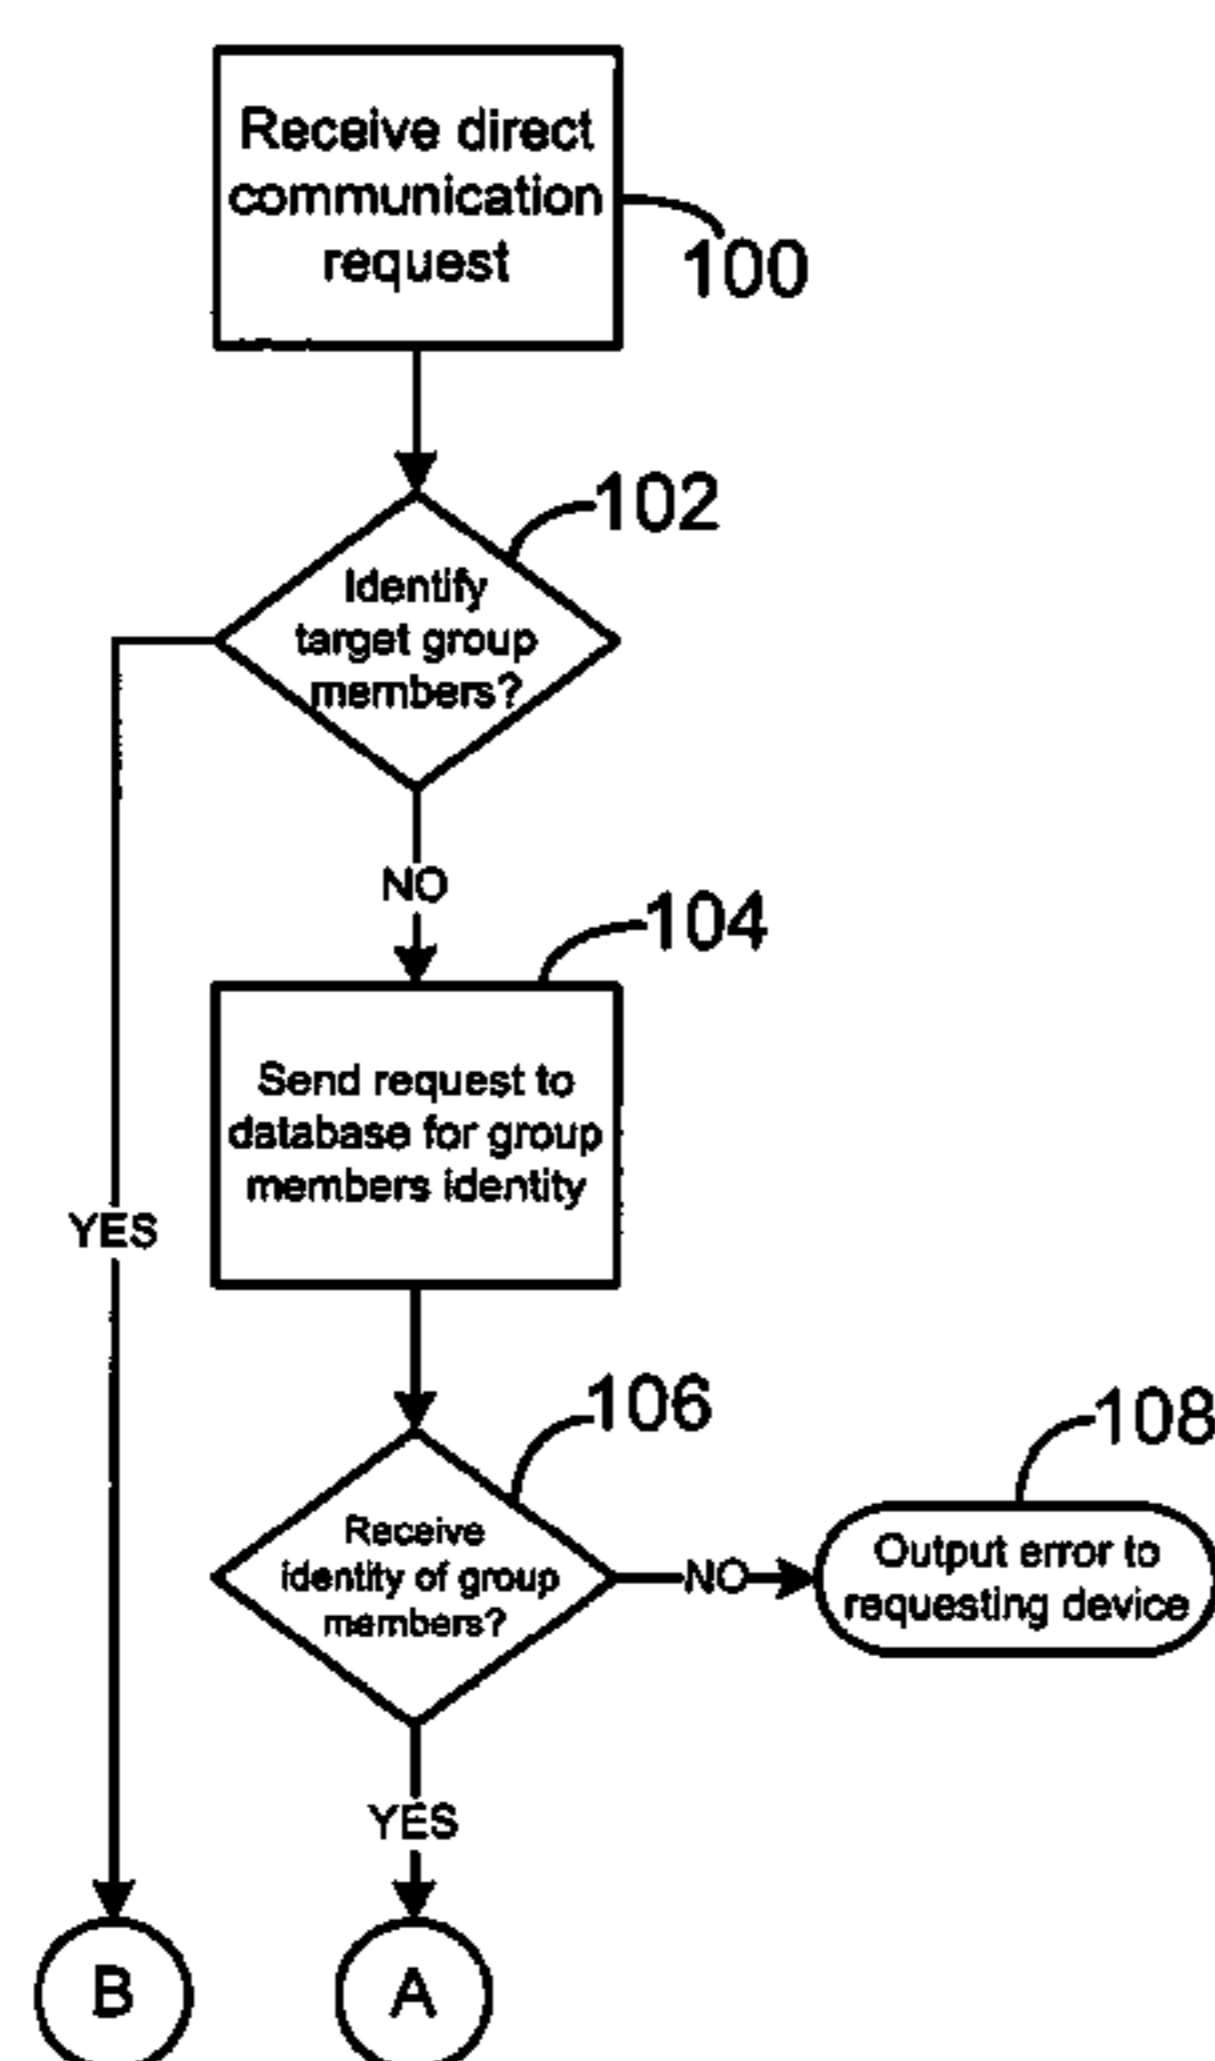 Receive direct
communication
request
100
102
Identify
target group
members?
NO
104
Send request to
database for group
members identity
YES
106
108
Receive
identity of group
members?
NO
Output error to
requesting device
YES
B
A